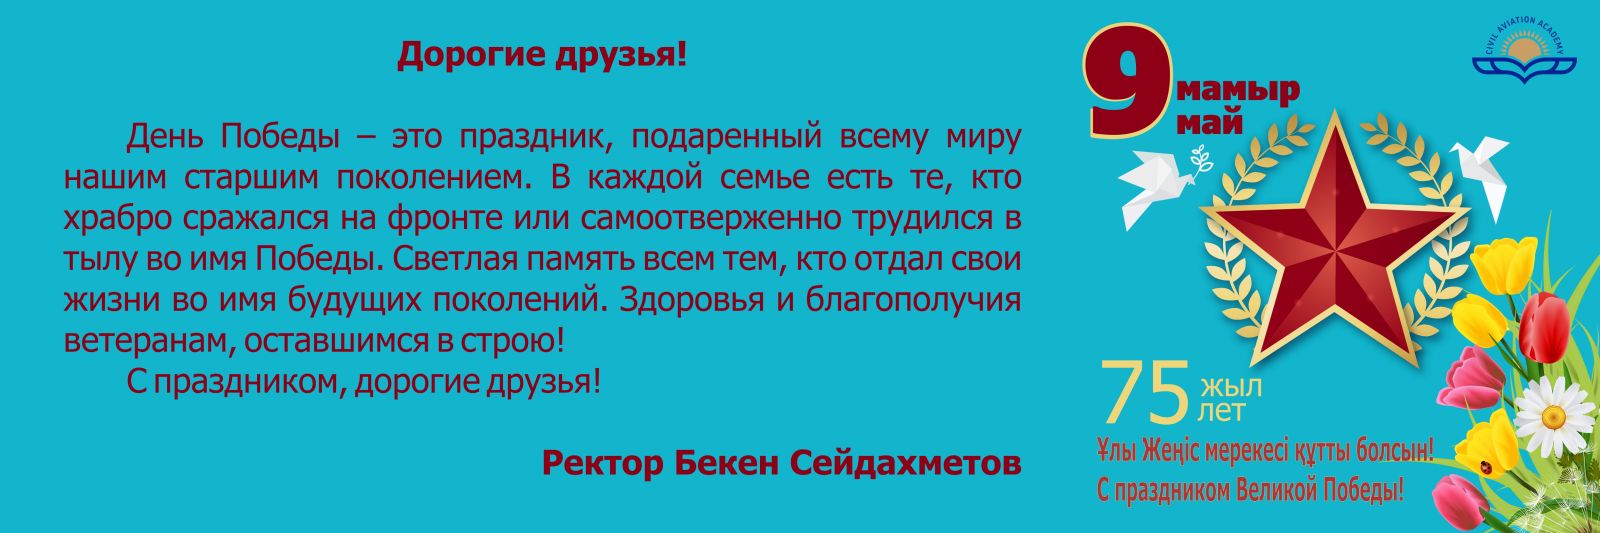 Дорогие друзья!
День Победы – это праздник, подаренный всему миру
нашим старшим поколением. В каждой семье есть те, кто
храбро сражался на фронте или самоотверженно трудился в
тылу во имя Победы. Светлая память всем тем, кто отдал свои
жизни во имя будущих поколений. Здоровья и благополучия
ветеранам, оставшимся в строю!
С праздником, дорогие друзья!
Ректор Бекен Сейдахметов
9 мамыр
май
CIVIL AVIATION ACADEMY
75 жыл
лет
Ұлы Жеңіс мерекесі құтты болсын!
С праздником Великой Победы!